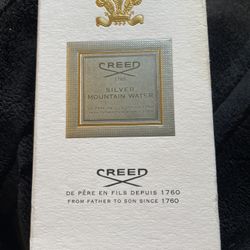 CREED
1760
SILVER
MOUNTAIN WATER
CREED
DE PÈRE EN FILS DEPUIS 1760
FROM FATHER TO SON SINCE 1760